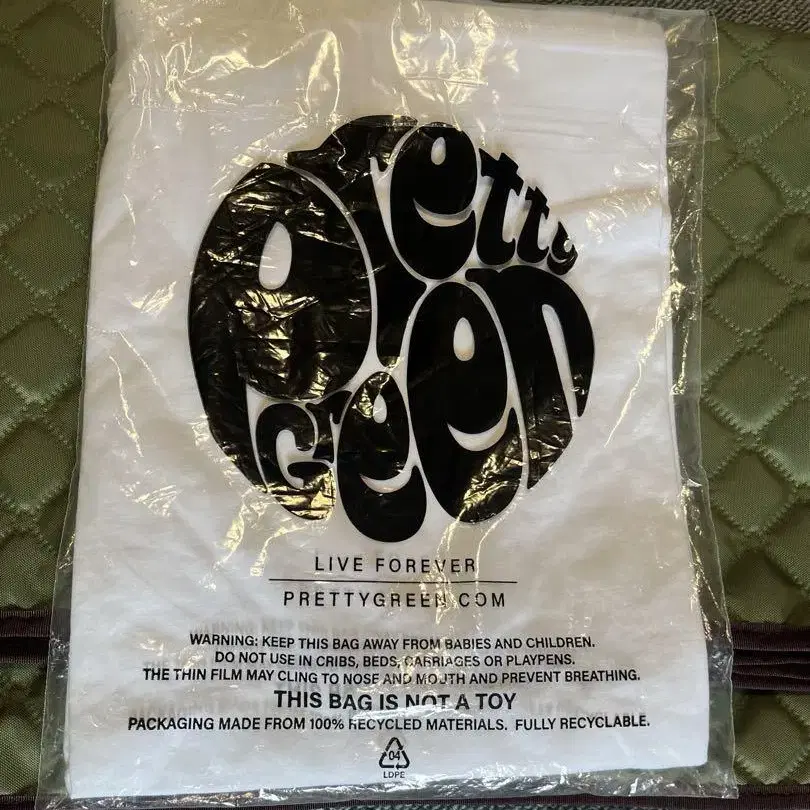 Pretty
Green
LIVE FOREVER
PRETTYGREEN.COM
WARNING: KEEP THIS BAG AWAY FROM BABIES AND CHILDREN.
DO NOT USE IN CRIBS, BEDS, CARRIAGES OR PLAYPENS.
THE THIN FILM MAY CLING TO NOSE AND MOUTH AND PREVENT BREATHING.
THIS BAG IS NOT A TOY
PACKAGING MADE FROM 100% RECYCLED MATERIALS. FULLY RECYCLABLE.
04
LDPE